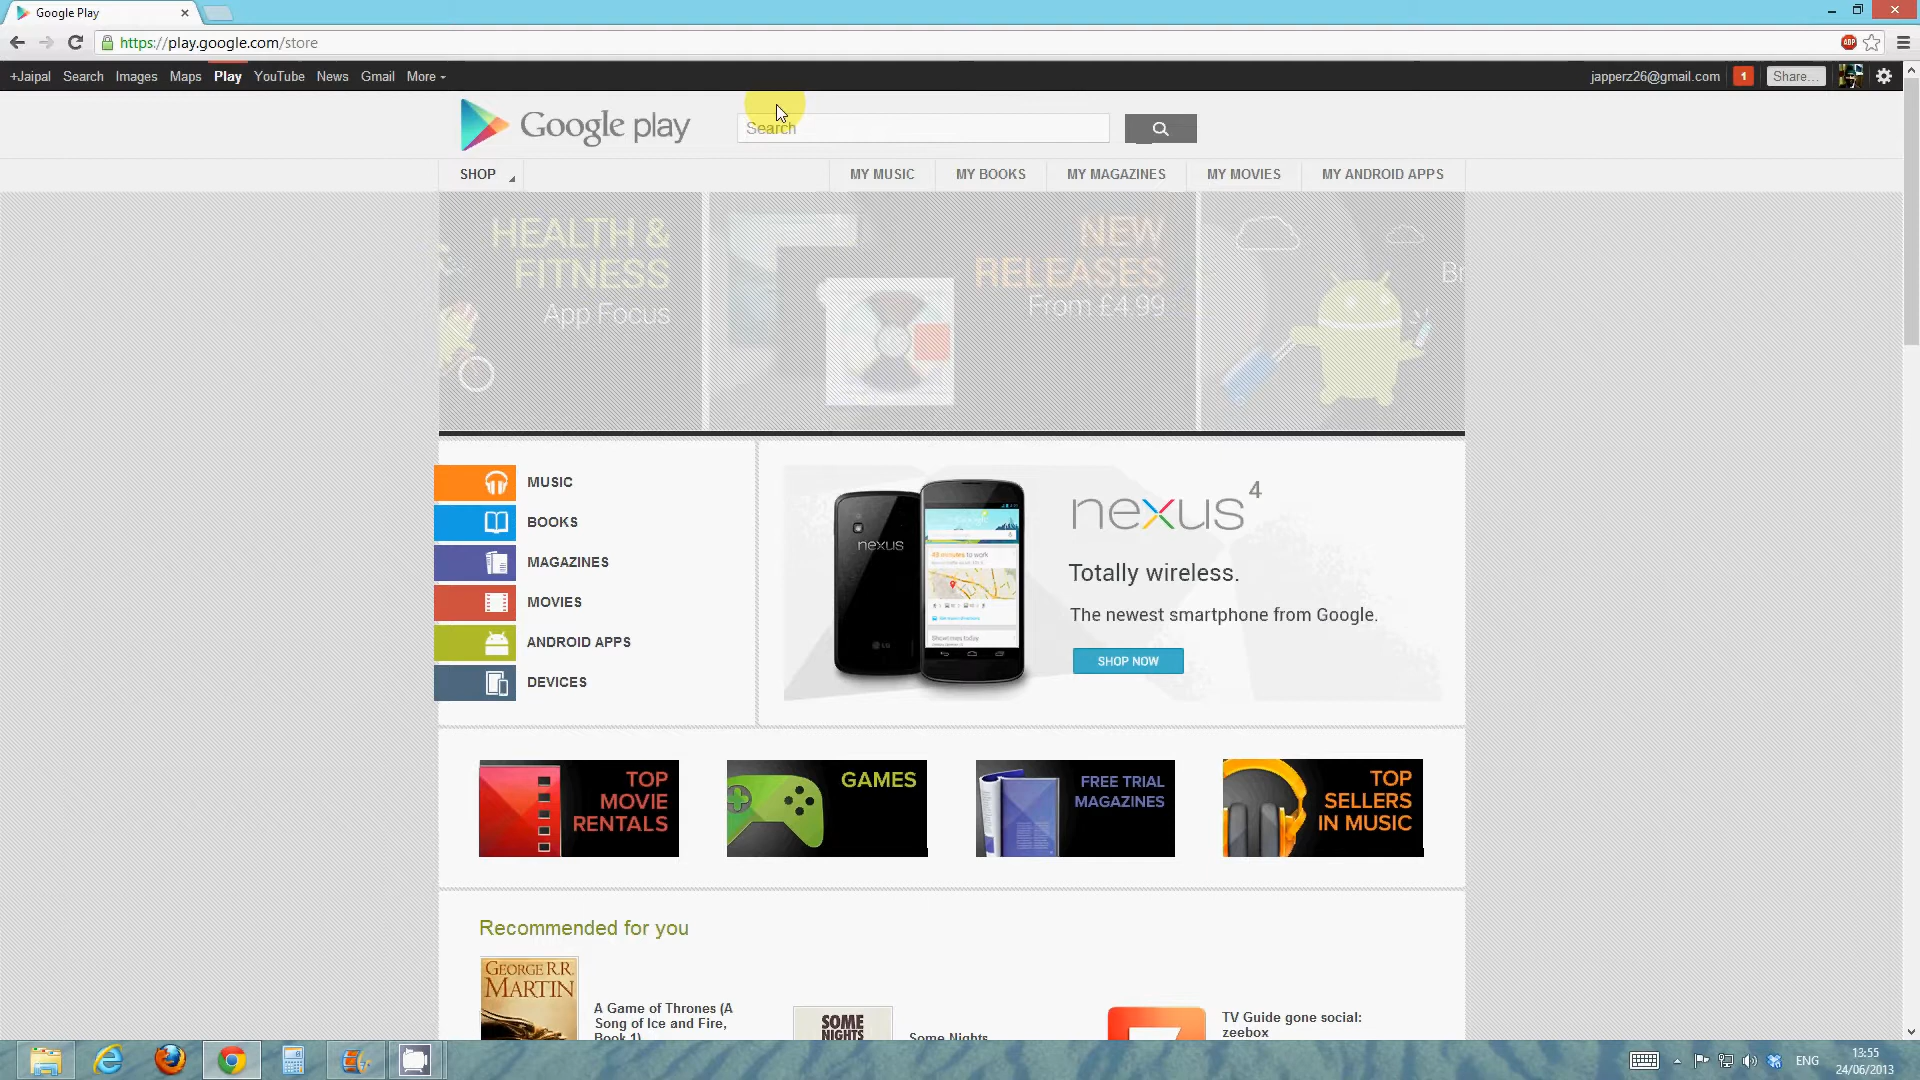 Google Play
https://play.google.com/store
ABP
+Jaipal Search Images Maps Play YouTube News Gmail More
japperz26@gmail.com 1 Share...
Google play
Search
SHOP
MY MUSIC MY BOOKS MY MAGAZINES MY MOVIES MY ANDROID APPS
HEALTH &
FITNESS
App Focus
NEW
RELEASES
From £4.99
Br
MUSIC
BOOKS
MAGAZINES
MOVIES
ANDROID APPS
DEVICES
nexus
nexus 4
Totally wireless.
The newest smartphone from Google.
SHOP NOW
TOP
MOVIE
RENTALS
GAMES
FREE TRIAL
MAGAZINES
TOP
SELLERS
IN MUSIC
Recommended for you
GEORGE R.R.
MARTIN
A Game of Thrones (A
Song of Ice and Fire,
Book 1)
SOME
NIGHTS
Some Nights
TV Guide gone social:
zeebox
ENG
13:55
24/06/2013